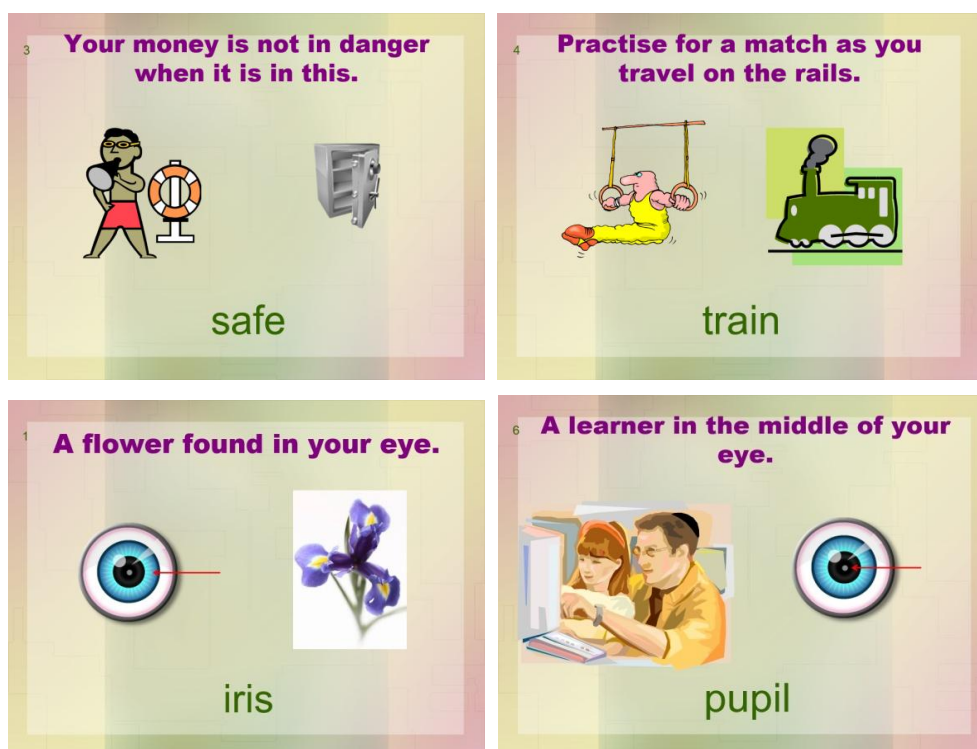 3
Your money is not in danger
when it is in this.
safe
4
Practise for a match as you
travel on the rails.
train
1
A flower found in your eye.
iris
6
A learner in the middle of your
eye.
pupil